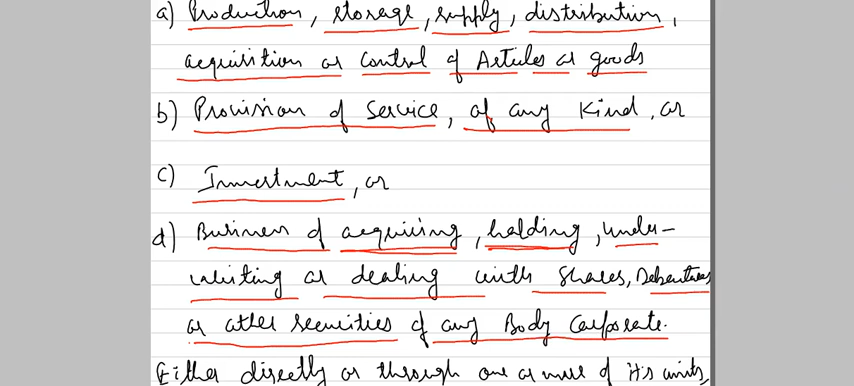 a) Production, storage, supply, distribution,
acquisition or control of Articles or goods
b) Provision of Service, of any Kind, or
c) Investment, or
d) Business of acquiring, holding, under-
writing or dealing with Shares, Debentures
or other securities of any Body Corporate.
Either directly or through one or more of its units,